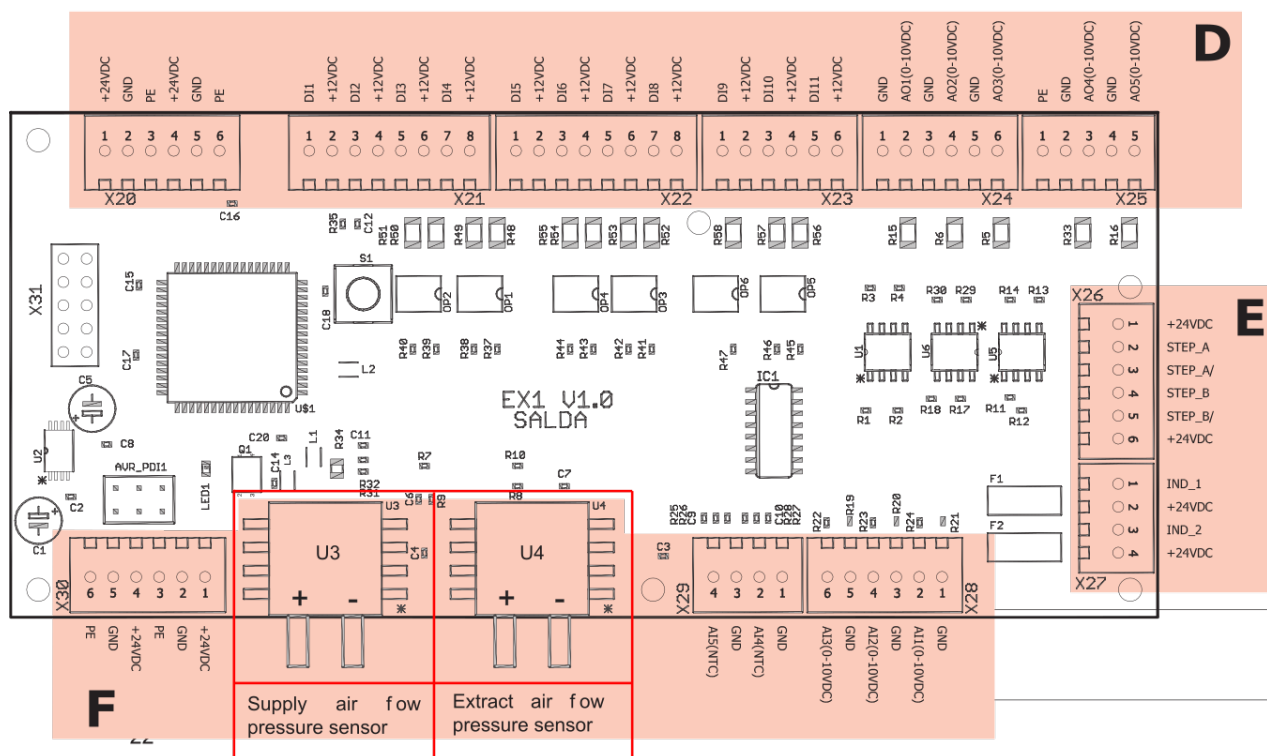 D
+24VDC GND PE +24VDC GND PE
DI1 +12VDC DI2 +12VDC DI3 +12VDC DI4 +12VDC
DI5 +12VDC DI6 +12VDC DI7 +12VDC DI8 +12VDC
DI9 +12VDC DI10 +12VDC DI11 +12VDC
GND AO1(0-10VDC) GND AO2(0-10VDC) GND AO3(0-10VDC)
PE GND AO4(0-10VDC) GND AO5(0-10VDC)
1 2 3 4 5 6
1 2 3 4 5 6 7 8
1 2 3 4 5 6 7 8
1 2 3 4 5 6
1 2 3 4 5 6
1 2 3 4 5
X20 X21 X22 X23 X24 X25
C16
R35 C12 R51 R50 R49 R48 R55 R54 R53 R52 R58 R57 R56 R15 R6 R5 R33 R16
X31
C15
S1
C18
OP2 OP1 OP4 OP3 OP6 OP5
R3 R4 R30 R29 R14 R13
X26
E
1 +24VDC
2 STEP_A
3 STEP_A/
4 STEP_B
5 STEP_B/
6 +24VDC
C17
L2
R40 R39 R38 R37 R44 R43 R42 R41 R47 R46 R45
U1 U6 U5
IC1
C5
U$1
EX1 V1.0
SALDA
R1 R2 R18 R17 R11 R12
U2
C8
C20 L1 R34 C11
Q1 L3 C14
R7 R10
AVR_PDI1
LED1
R32
R31
C6 R9 R8 C7
C2
C1
1 IND_1
2 +24VDC
3 IND_2
4 +24VDC
X27
F1
F2
U3
U3
+ -
C4
U4
U4
+ -
C3
R25 R26 C9 C10 R28 R27
R22 R19 R23 R20 R24 R21
X30
6 5 4 3 2 1
PE GND +24VDC PE GND +24VDC
X29
4 3 2 1
AI5(NTC) GND AI4(NTC) GND
6 5 4 3 2 1
X28
AI3(0-10VDC) GND AI2(0-10VDC) GND AI1(0-10VDC) GND
F
Supply air flow
pressure sensor
Extract air flow
pressure sensor